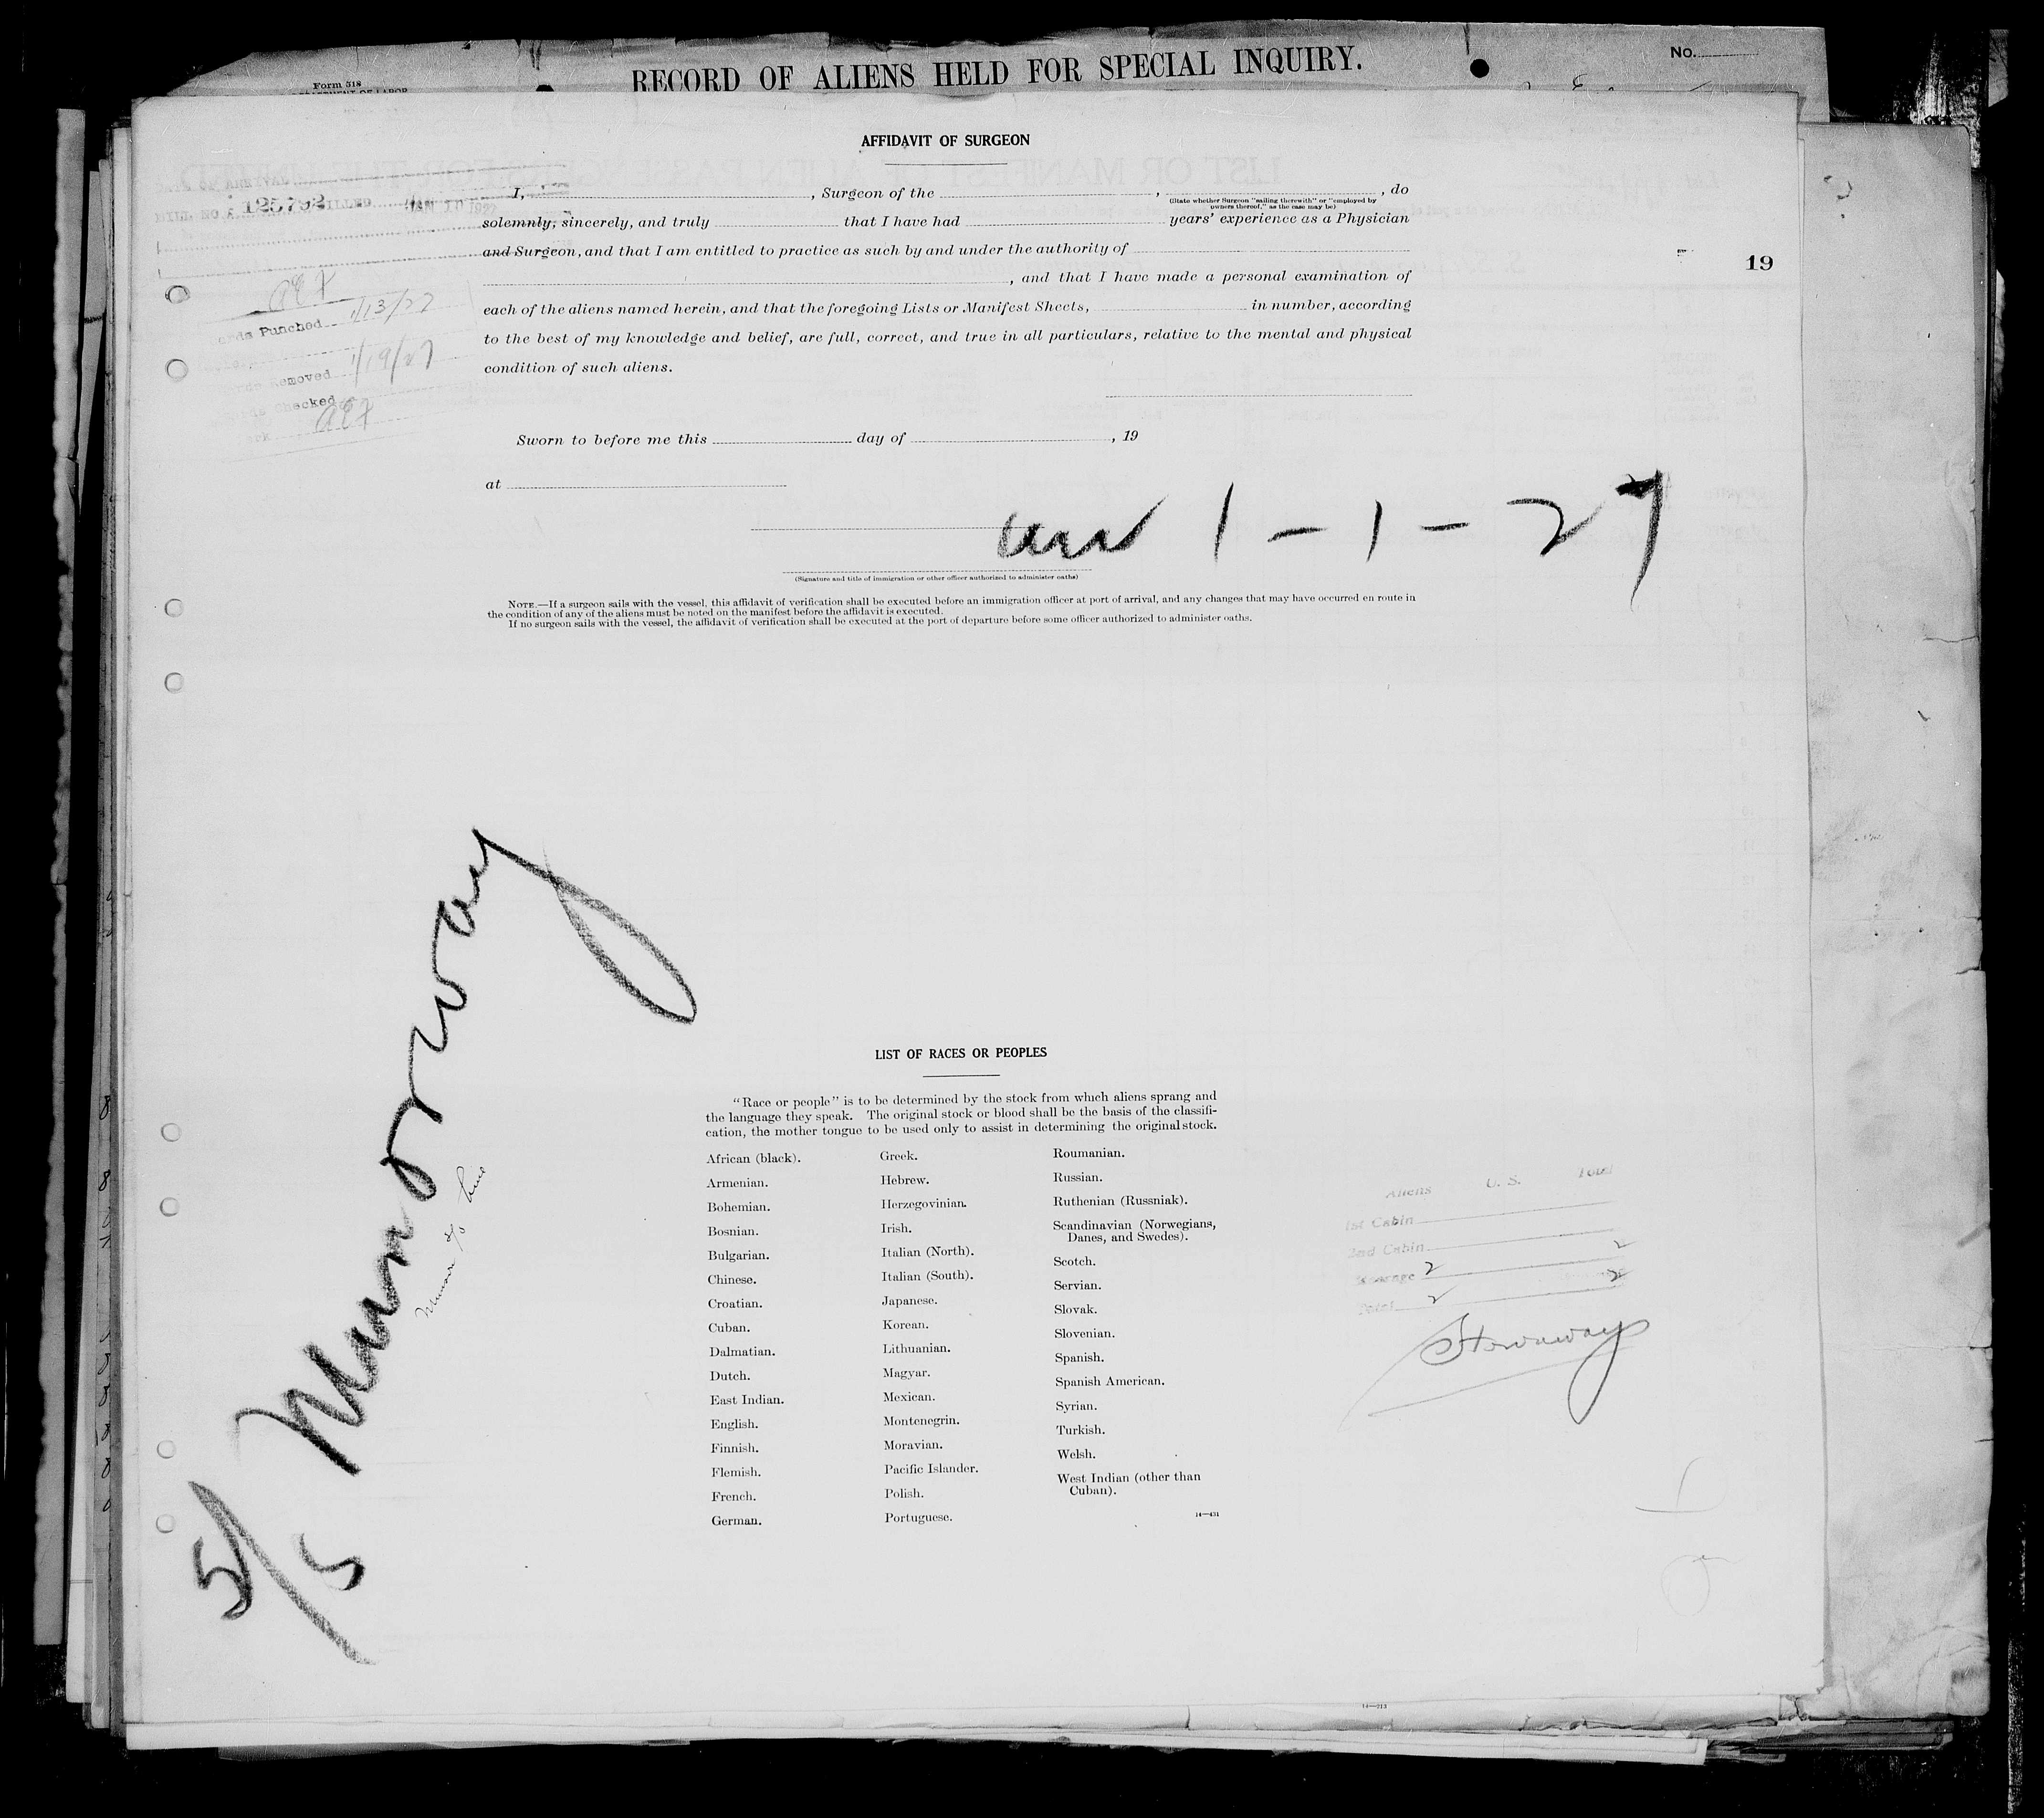 Form 518
RECORD OF ALIENS HELD FOR SPECIAL INQUIRY.
No.
AFFIDAVIT OF SURGEON
I, , Surgeon of the , , do
(State whether Surgeon "sailing therewith" or "employed by
owners thereof," as the case may be)
solemnly, sincerely, and truly that I have had years' experience as a Physician
and Surgeon, and that I am entitled to practice as such by and under the authority of
, and that I have made a personal examination of
each of the aliens named herein, and that the foregoing Lists or Manifest Sheets, in number, according
to the best of my knowledge and belief, are full, correct, and true in all particulars, relative to the mental and physical
condition of such aliens.
Sworn to before me this day of , 19
at
125792
Punched 1/13/27
Removed 1/19/27
Checked
19
arr 1-1-27
(Signature and title of immigration or other officer authorized to administer oaths)
NOTE.—If a surgeon sails with the vessel, this affidavit of verification shall be executed before an immigration officer at port of arrival, and any changes that may have occurred en route in
the condition of any of the aliens must be noted on the manifest before the affidavit is executed.
If no surgeon sails with the vessel, the affidavit of verification shall be executed at the port of departure before some officer authorized to administer oaths.
S/S Munorway
Munson S/S Line
LIST OF RACES OR PEOPLES
"Race or people" is to be determined by the stock from which aliens sprang and
the language they speak. The original stock or blood shall be the basis of the classifi-
cation, the mother tongue to be used only to assist in determining the original stock.
African (black).
Armenian.
Bohemian.
Bosnian.
Bulgarian.
Chinese.
Croatian.
Cuban.
Dalmatian.
Dutch.
East Indian.
English.
Finnish.
Flemish.
French.
German.
Greek.
Hebrew.
Herzegovinian.
Irish.
Italian (North).
Italian (South).
Japanese.
Korean.
Lithuanian.
Magyar.
Mexican.
Montenegrin.
Moravian.
Pacific Islander.
Polish.
Portuguese.
Roumanian.
Russian.
Ruthenian (Russniak).
Scandinavian (Norwegians,
Danes, and Swedes).
Scotch.
Servian.
Slovak.
Slovenian.
Spanish.
Spanish American.
Syrian.
Turkish.
Welsh.
West Indian (other than
Cuban).
14—431
Aliens U. S. Total
1st Cabin
2nd Cabin
Steerage 2 2
Total 2 2
Stowaways
14—213